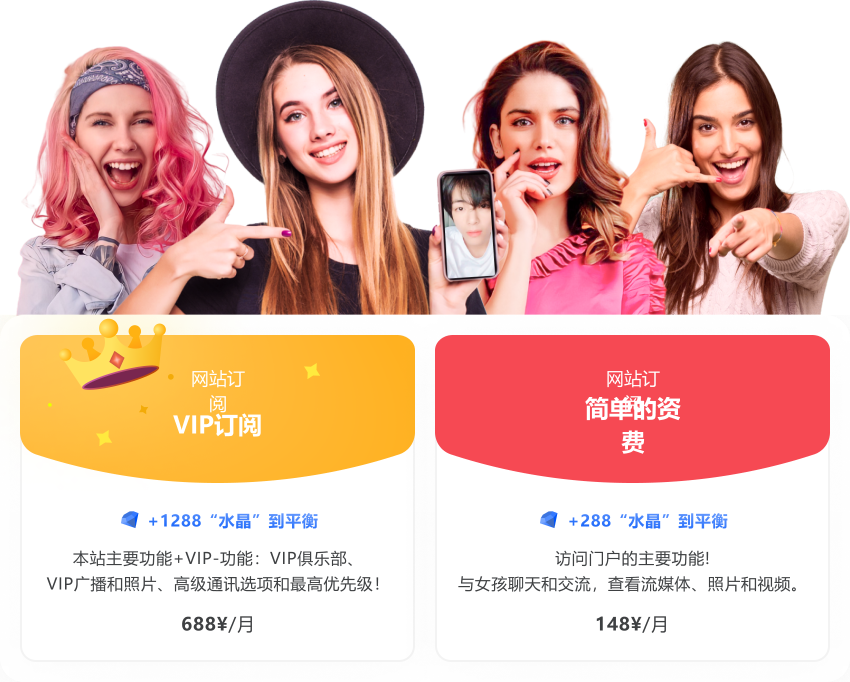 网站订
阅
VIP订阅
+1288“水晶”到平衡
本站主要功能+VIP-功能：VIP俱乐部、
VIP广播和照片、高级通讯选项和最高优先级！
688¥/月
网站订
阅
简单的资
费
+288“水晶”到平衡
访问门户的主要功能!
与女孩聊天和交流，查看流媒体、照片和视频。
148¥/月